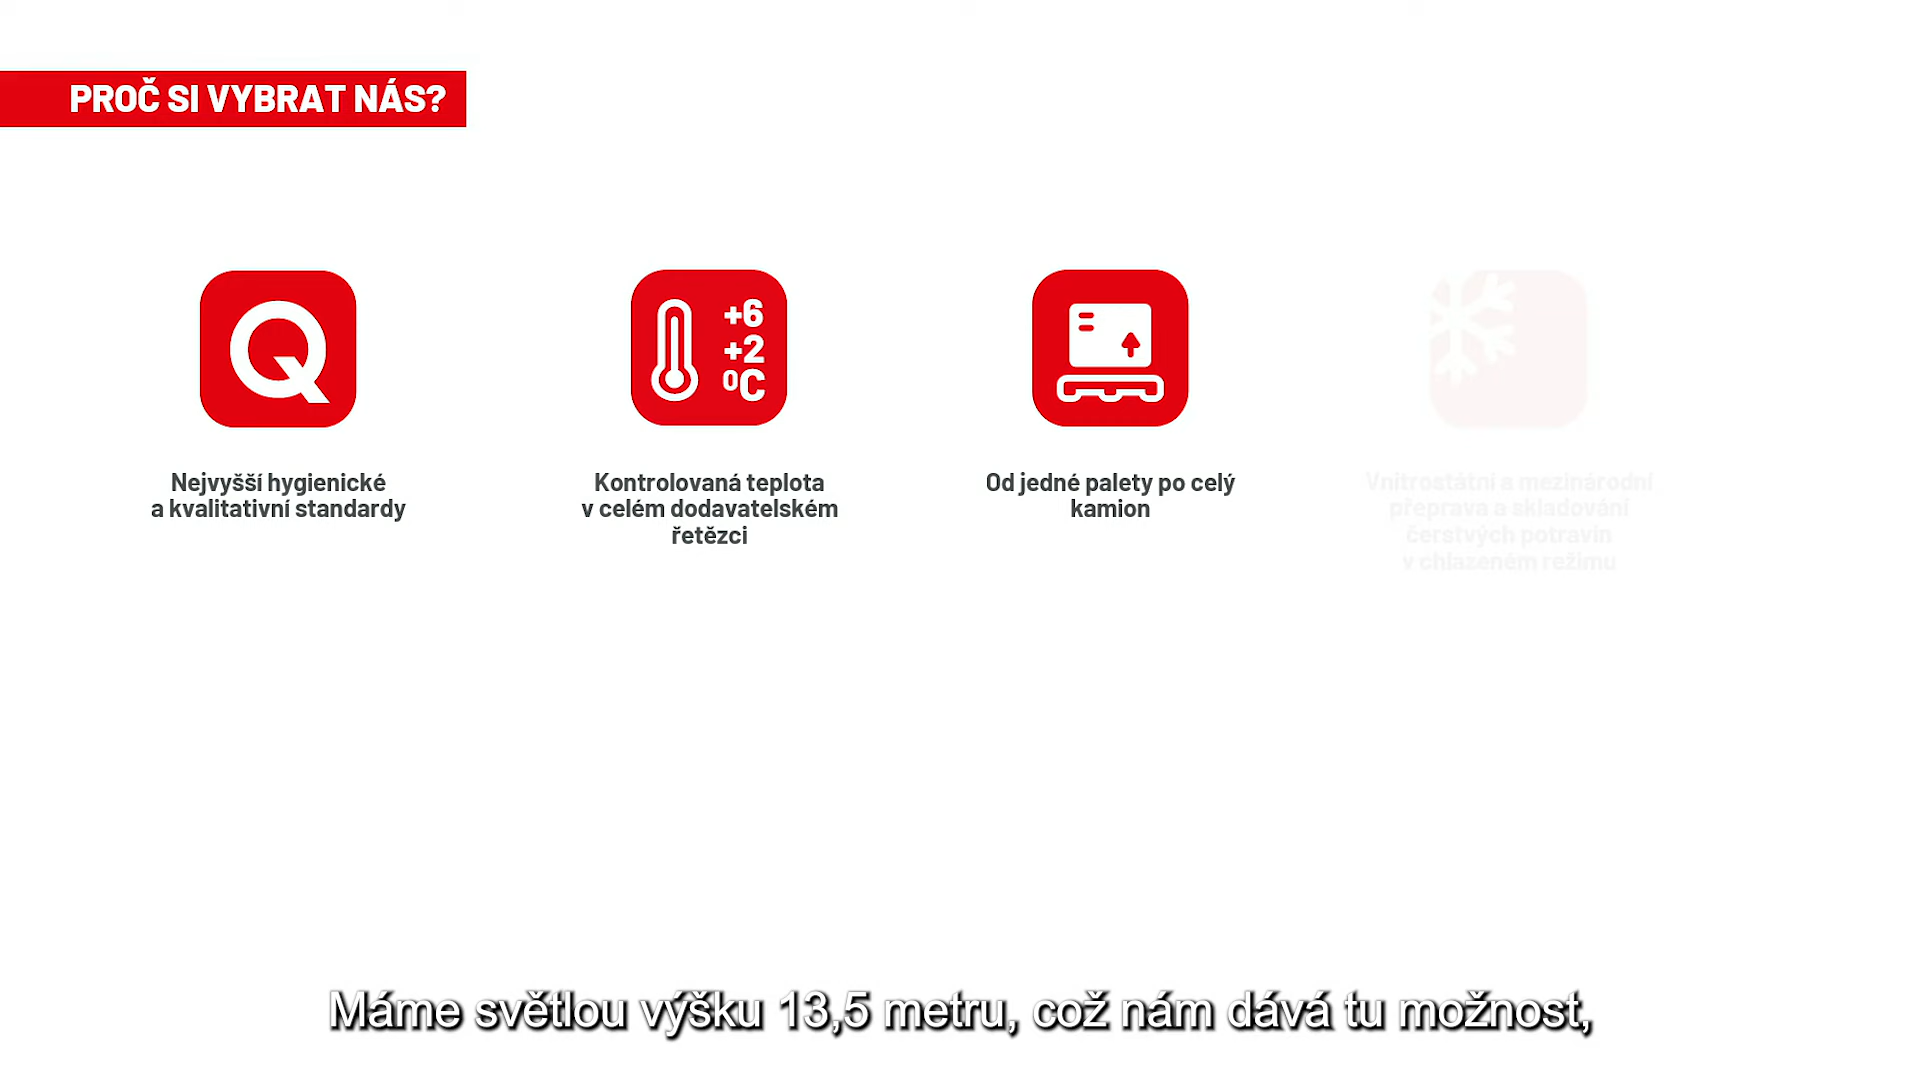 PROČ SI VYBRAT NÁS?
Q
+6
+2
ºC
Nejvyšší hygienické
a kvalitativní standardy
Kontrolovaná teplota
v celém dodavatelském
řetězci
Od jedné palety po celý
kamion
Vnitrostátní a mezinárodní
přeprava a skladování
čerstvých potravin
v chlazeném režimu
Máme světlou výšku 13,5 metru, což nám dává tu možnost,